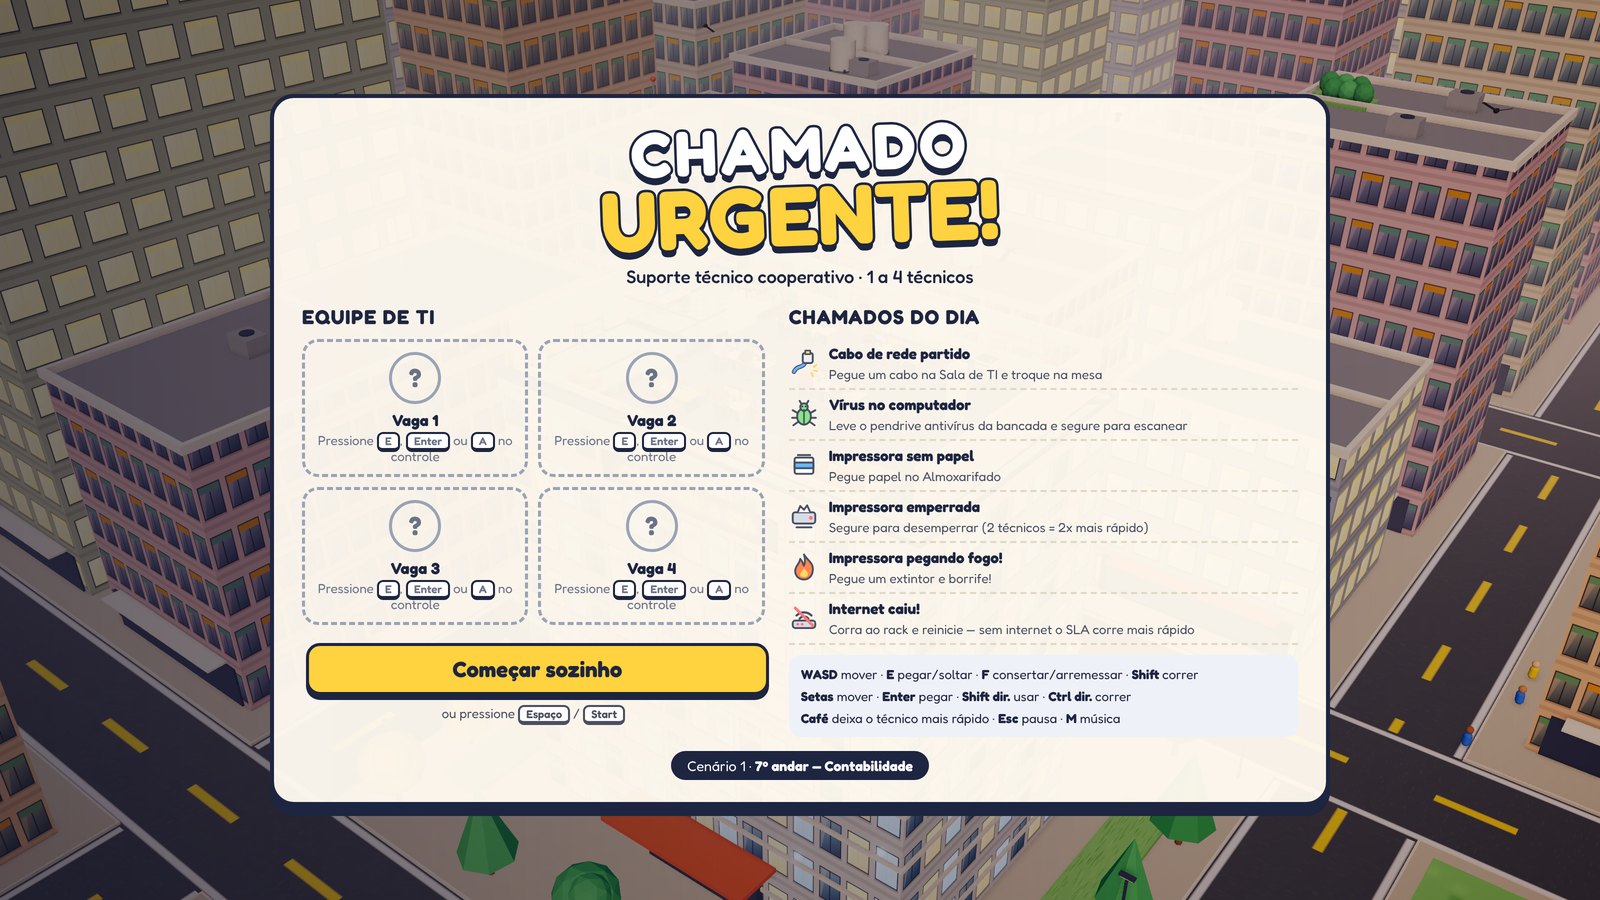 CHAMADO
URGENTE!
Suporte técnico cooperativo · 1 a 4 técnicos
EQUIPE DE TI
?
Vaga 1
Pressione E, Enter ou A no
controle
?
Vaga 2
Pressione E, Enter ou A no
controle
?
Vaga 3
Pressione E, Enter ou A no
controle
?
Vaga 4
Pressione E, Enter ou A no
controle
Começar sozinho
ou pressione Espaço / Start
CHAMADOS DO DIA
Cabo de rede partido
Pegue um cabo na Sala de TI e troque na mesa
Vírus no computador
Leve o pendrive antivírus da bancada e segure para escanear
Impressora sem papel
Pegue papel no Almoxarifado
Impressora emperrada
Segure para desemperrar (2 técnicos = 2x mais rápido)
Impressora pegando fogo!
Pegue um extintor e borrife!
Internet caiu!
Corra ao rack e reinicie — sem internet o SLA corre mais rápido
WASD mover · E pegar/soltar · F consertar/arremessar · Shift correr
Setas mover · Enter pegar · Shift dir. usar · Ctrl dir. correr
Café deixa o técnico mais rápido · Esc pausa · M música
Cenário 1 · 7º andar — Contabilidade